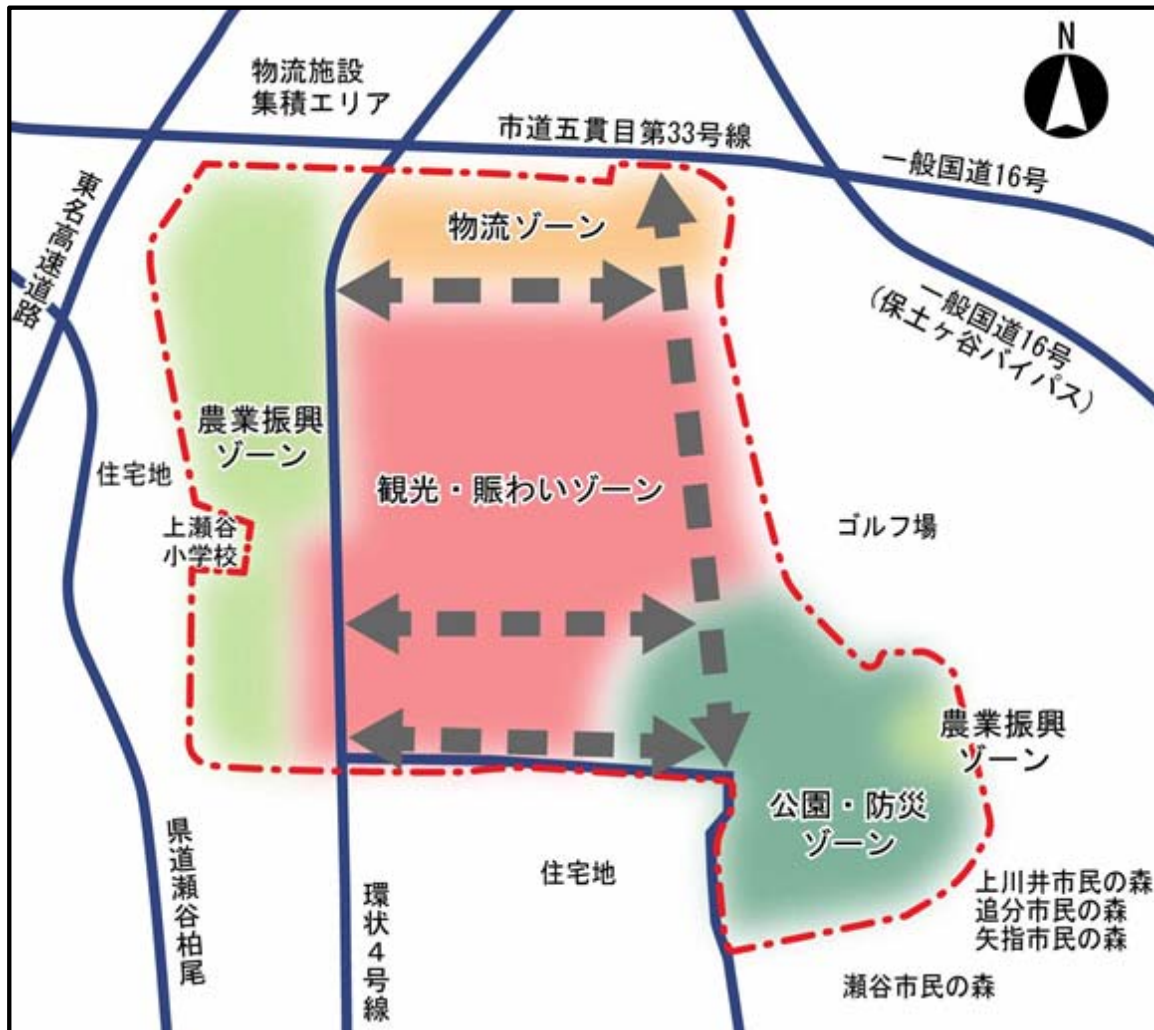 N
物流施設
集積エリア
市道五貫目第33号線
一般国道16号
東名高速道路
物流ゾーン
一般国道16号
（保土ヶ谷バイパス）
農業振興
ゾーン
住宅地
観光・賑わいゾーン
上瀬谷
小学校
ゴルフ場
農業振興
ゾーン
公園・防災
ゾーン
住宅地
県道瀬谷柏尾
環状4号線
上川井市民の森
追分市民の森
矢指市民の森
瀬谷市民の森